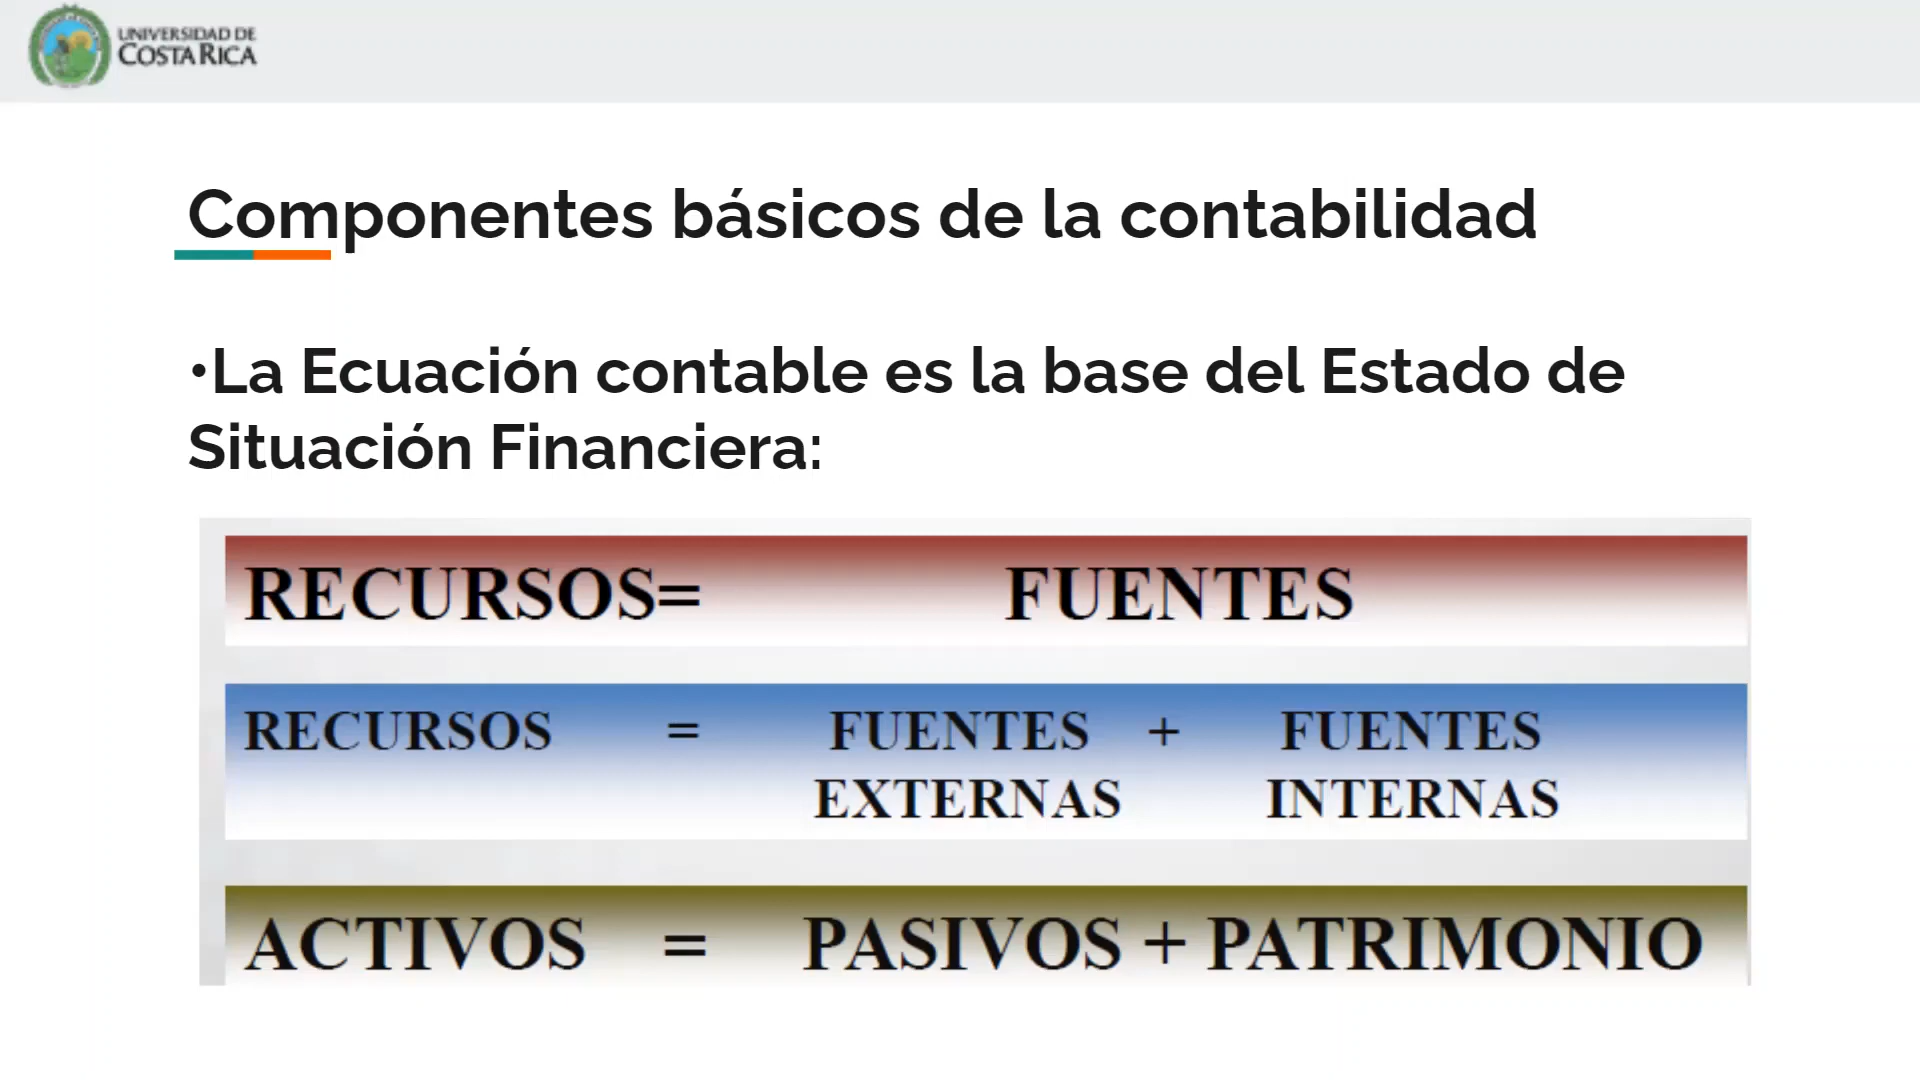 UNIVERSIDAD DE
COSTA RICA
Componentes básicos de la contabilidad
•La Ecuación contable es la base del Estado de
Situación Financiera:
RECURSOS= FUENTES
RECURSOS = FUENTES + FUENTES
EXTERNAS INTERNAS
ACTIVOS = PASIVOS + PATRIMONIO